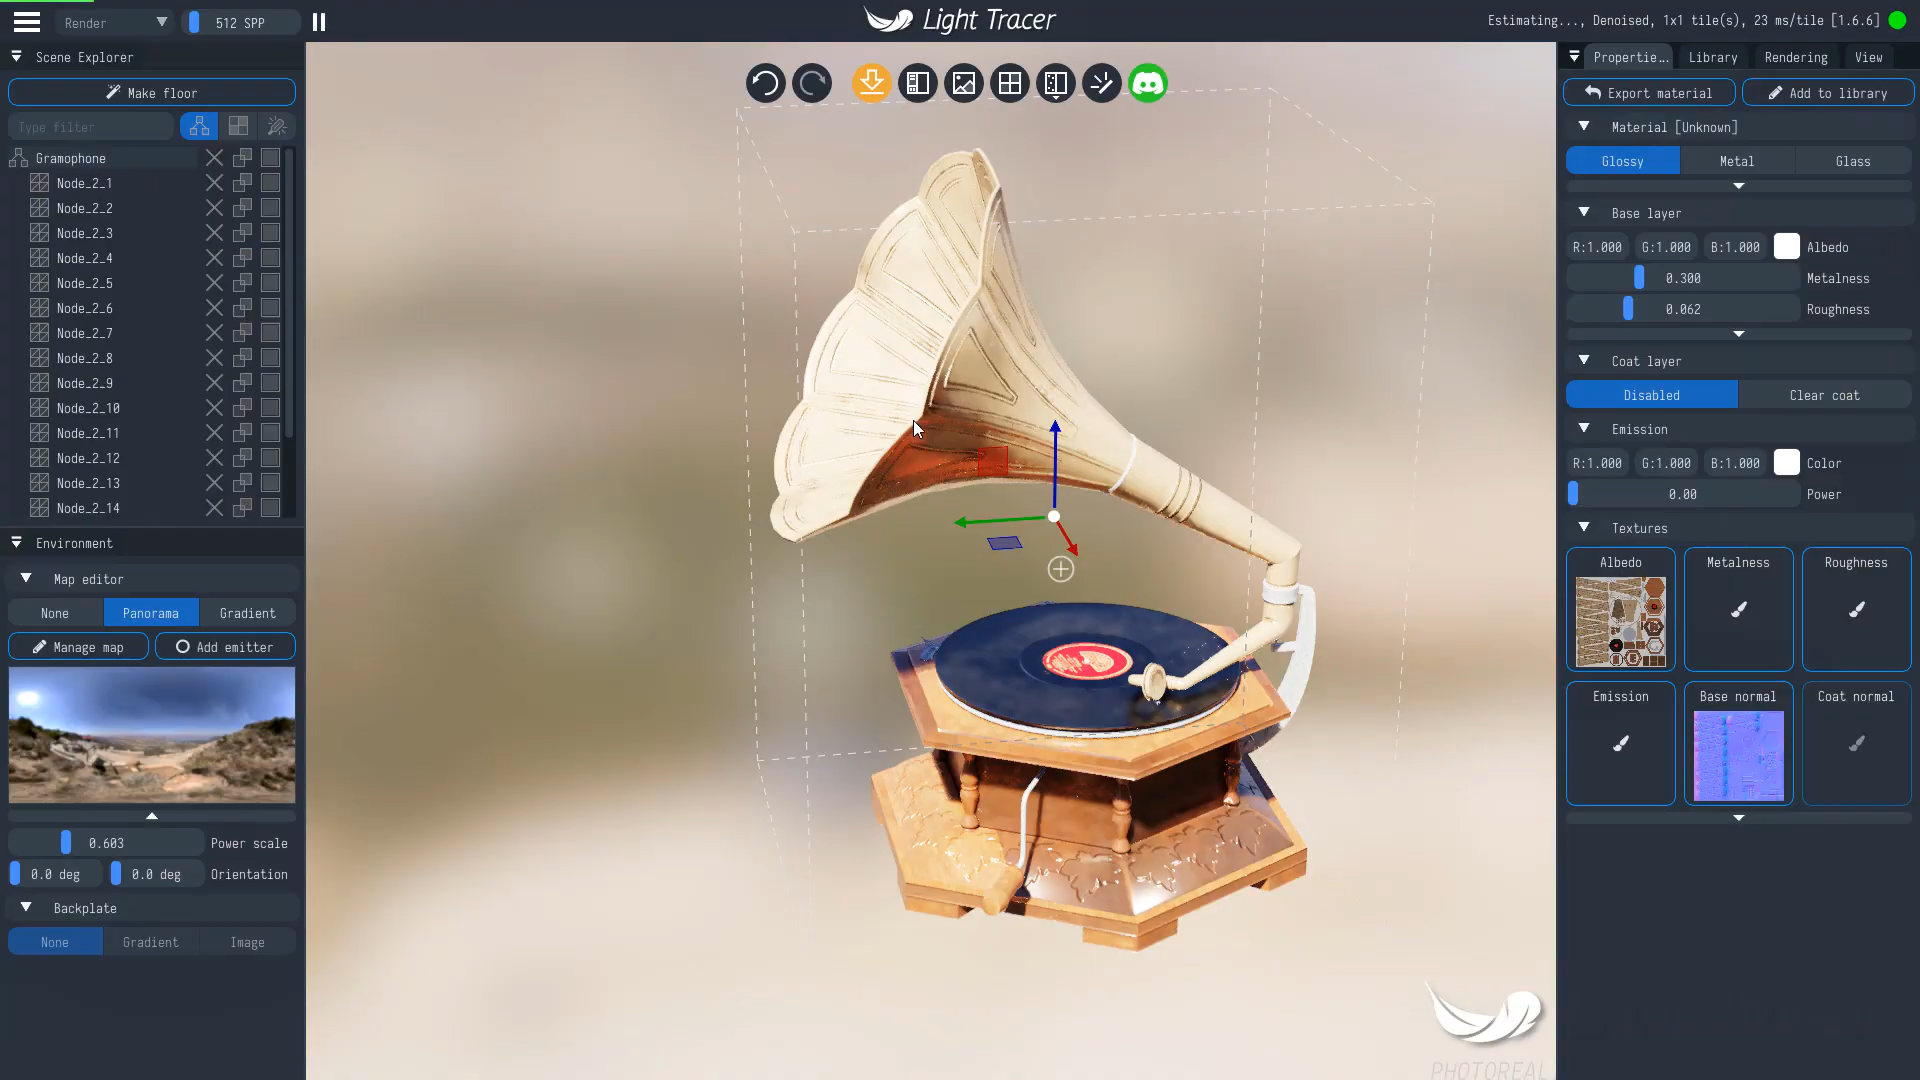 Render
512 SPP
Light Tracer
Estimating..., Denoised, 1x1 tile(s), 23 ms/tile [1.6.6]
Scene Explorer
Make floor
Type filter
Gramophone
Node_2_1
Node_2_2
Node_2_3
Node_2_4
Node_2_5
Node_2_6
Node_2_7
Node_2_8
Node_2_9
Node_2_10
Node_2_11
Node_2_12
Node_2_13
Node_2_14
Environment
Map editor
None Panorama Gradient
Manage map Add emitter
0.603 Power scale
0.0 deg 0.0 deg Orientation
Backplate
None Gradient Image
Propertie... Library Rendering View
Export material Add to library
Material [Unknown]
Glossy Metal Glass
Base layer
R:1.000 G:1.000 B:1.000 Albedo
0.300 Metalness
0.062 Roughness
Coat layer
Disabled Clear coat
Emission
R:1.000 G:1.000 B:1.000 Color
0.00 Power
Textures
Albedo Metalness Roughness
Emission Base normal Coat normal
PHOTOREAL